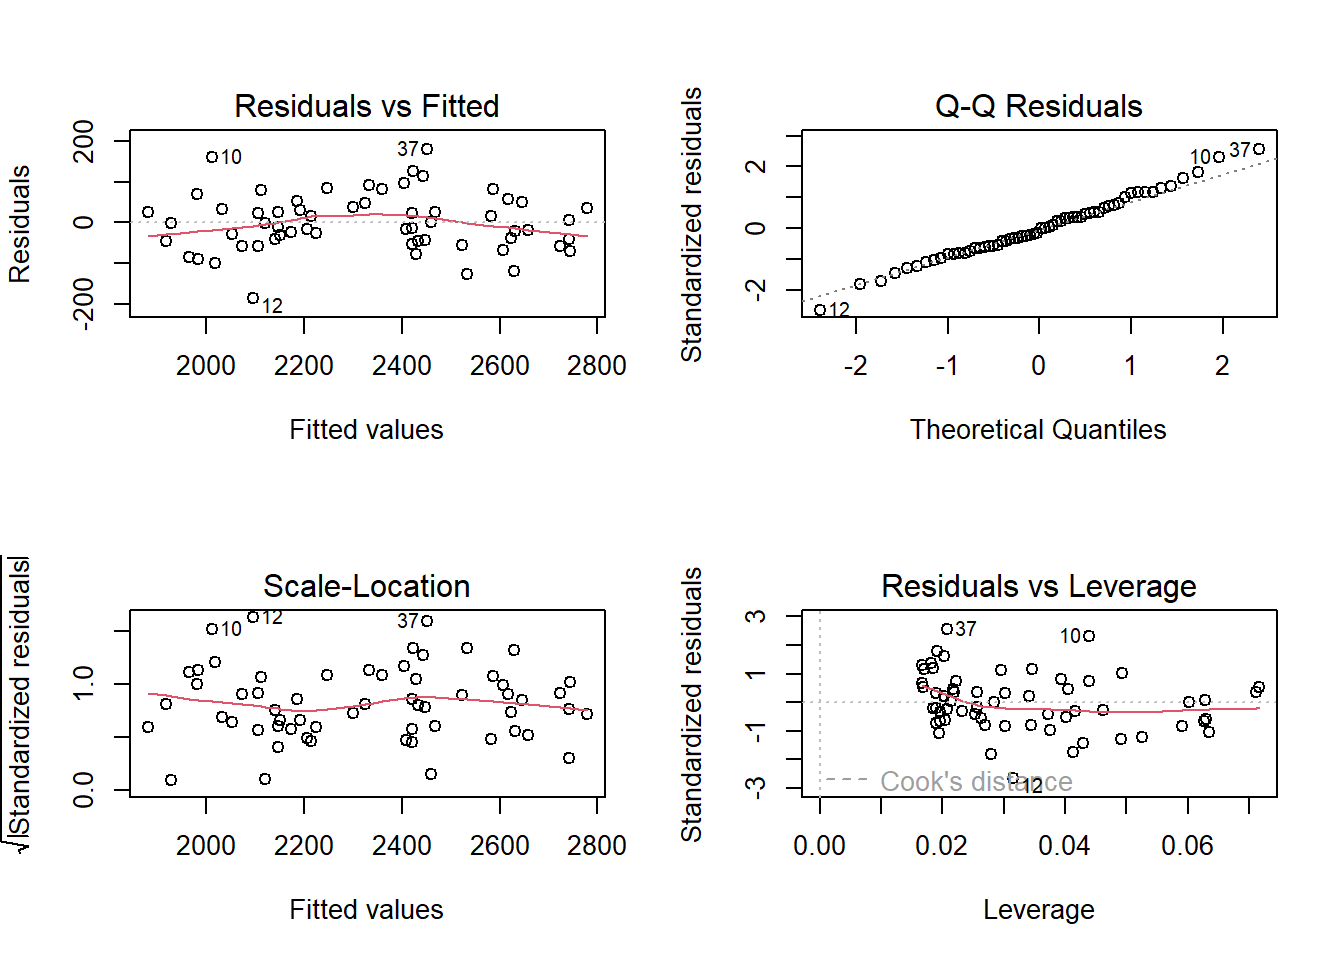 Residuals vs Fitted
Residuals
200
0
-200
10
37
12
2000 2200 2400 2600 2800
Fitted values
Q-Q Residuals
Standardized residuals
2
0
-2
10 37
12
-2 -1 0 1 2
Theoretical Quantiles
Scale-Location
√|Standardized residuals|
1.0
0.0
10
12
37
2000 2200 2400 2600 2800
Fitted values
Residuals vs Leverage
Standardized residuals
3
1
-1
-3
37
10
12
Cook's distance
0.00 0.02 0.04 0.06
Leverage